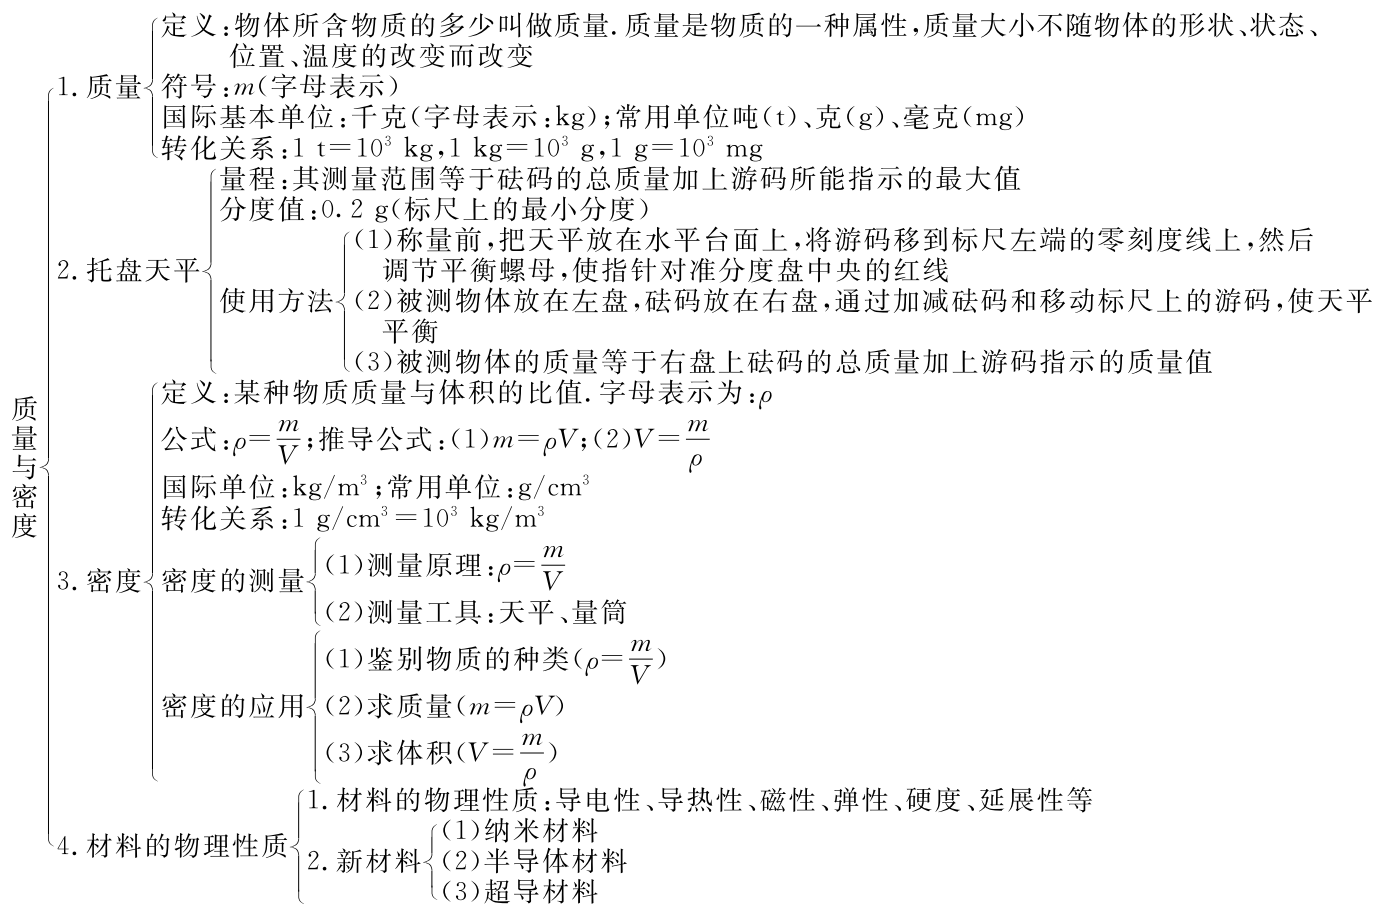 定义:物体所含物质的多少叫做质量.质量是物质的一种属性,质量大小不随物体的形状、状态、
位置、温度的改变而改变
1.质量
符号:m(字母表示)
国际基本单位:千克(字母表示:kg);常用单位吨(t)、克(g)、毫克(mg)
转化关系:1 t=10³ kg,1 kg=10³ g,1 g=10³ mg
量程:其测量范围等于砝码的总质量加上游码所能指示的最大值
分度值:0.2 g(标尺上的最小分度)
2.托盘天平
使用方法
(1)称量前,把天平放在水平台面上,将游码移到标尺左端的零刻度线上,然后
调节平衡螺母,使指针对准分度盘中央的红线
(2)被测物体放在左盘,砝码放在右盘,通过加减砝码和移动标尺上的游码,使天平
平衡
(3)被测物体的质量等于右盘上砝码的总质量加上游码指示的质量值
质量与密度
定义:某种物质质量与体积的比值.字母表示为:ρ
公式:ρ=m/V;推导公式:(1)m=ρV;(2)V=m/ρ
国际单位:kg/m³;常用单位:g/cm³
转化关系:1 g/cm³=10³ kg/m³
3.密度
密度的测量
(1)测量原理:ρ=m/V
(2)测量工具:天平、量筒
密度的应用
(1)鉴别物质的种类(ρ=m/V)
(2)求质量(m=ρV)
(3)求体积(V=m/ρ)
4.材料的物理性质
1.材料的物理性质:导电性、导热性、磁性、弹性、硬度、延展性等
2.新材料
(1)纳米材料
(2)半导体材料
(3)超导材料